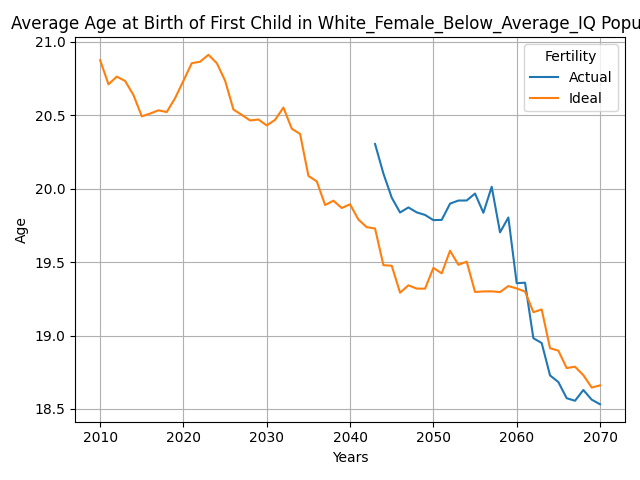 Average Age at Birth of First Child in White_Female_Below_Average_IQ Popu
21.0
20.5
20.0
19.5
19.0
18.5
Age
Fertility
Actual
Ideal
2010 2020 2030 2040 2050 2060 2070
Years